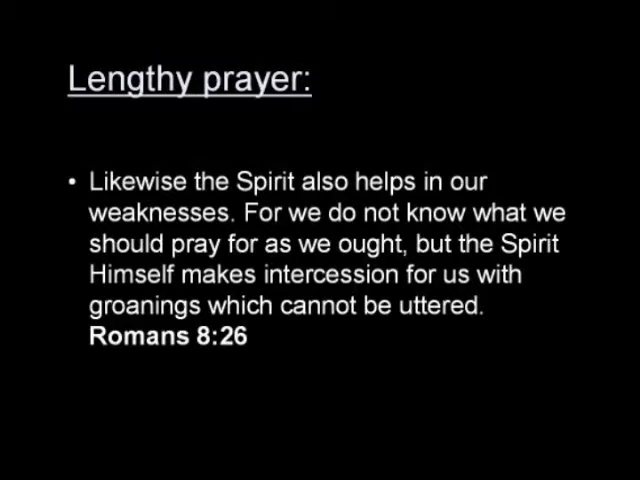 Lengthy prayer:
• Likewise the Spirit also helps in our
weaknesses. For we do not know what we
should pray for as we ought, but the Spirit
Himself makes intercession for us with
groanings which cannot be uttered.
Romans 8:26